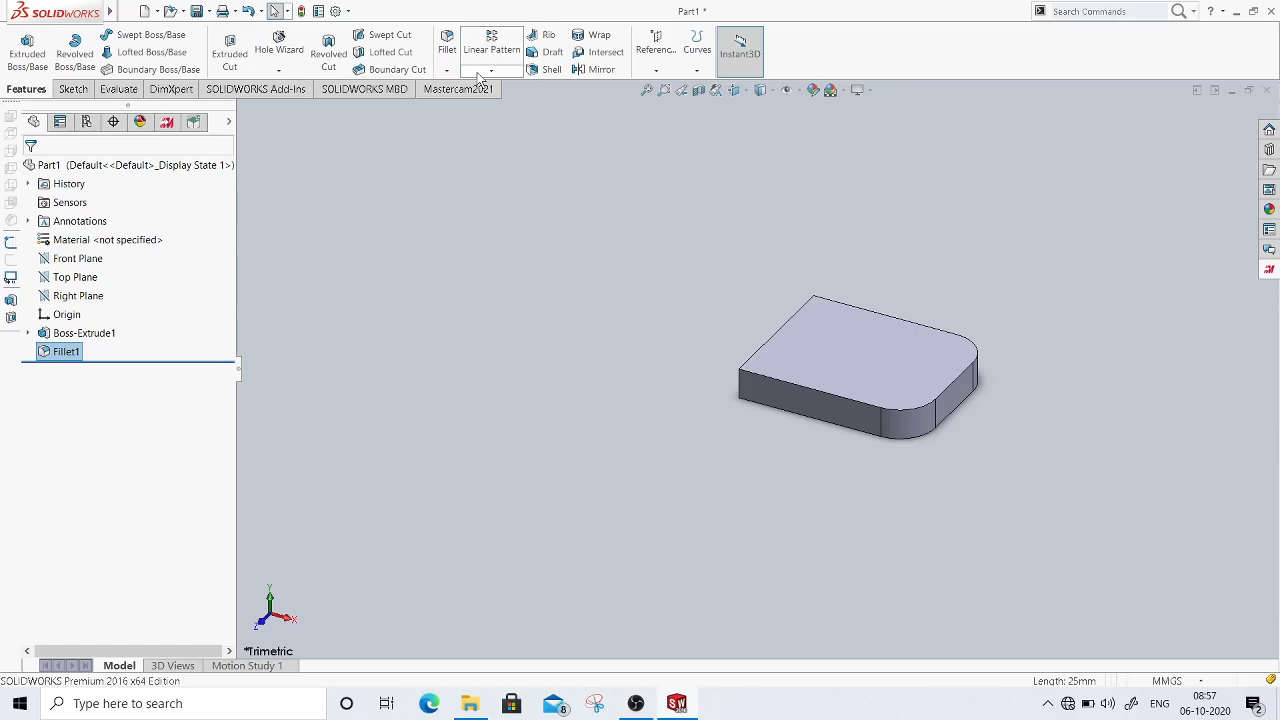 SOLIDWORKS
Part1 *
Search Commands
Extruded
Boss/Base
Revolved
Boss/Base
Swept Boss/Base
Lofted Boss/Base
Boundary Boss/Base
Extruded
Cut
Hole Wizard
Revolved
Cut
Swept Cut
Lofted Cut
Boundary Cut
Fillet
Linear Pattern
Rib
Draft
Shell
Wrap
Intersect
Mirror
Referenc...
Curves
Instant3D
Features
Sketch
Evaluate
DimXpert
SOLIDWORKS Add-Ins
SOLIDWORKS MBD
Mastercam2021
Part1 (Default<<Default>_Display State 1>)
History
Sensors
Annotations
Material <not specified>
Front Plane
Top Plane
Right Plane
Origin
Boss-Extrude1
Fillet1
Y
X
Z
*Trimetric
Model
3D Views
Motion Study 1
SOLIDWORKS Premium 2016 x64 Edition
Length: 25mm
MMGS
Type here to search
8
ENG
08:57
06-10-2020
2